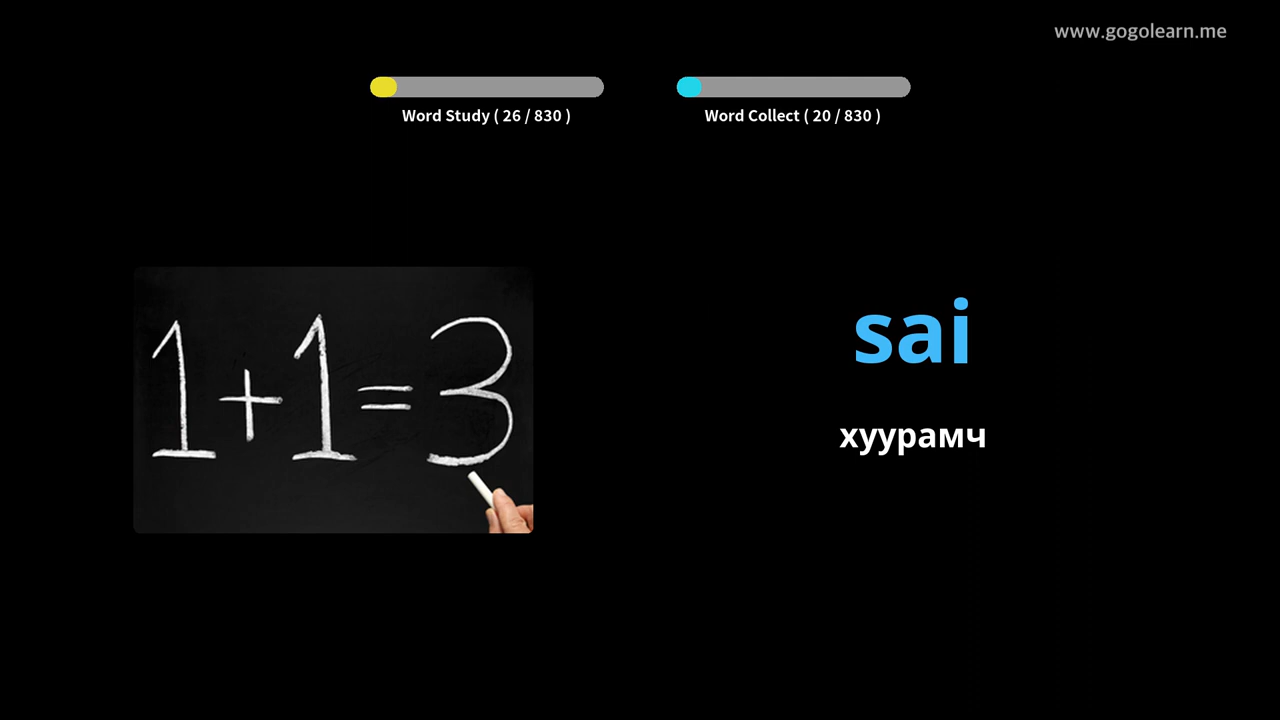 www.gogolearn.me
Word Study ( 26 / 830 )
Word Collect ( 20 / 830 )
1+1=3
sai
хуурамч